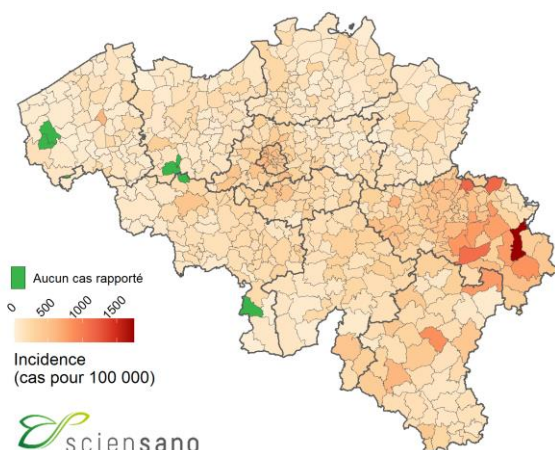 Aucun cas rapporté
0 500 1000 1500
Incidence
(cas pour 100 000)
sciensano